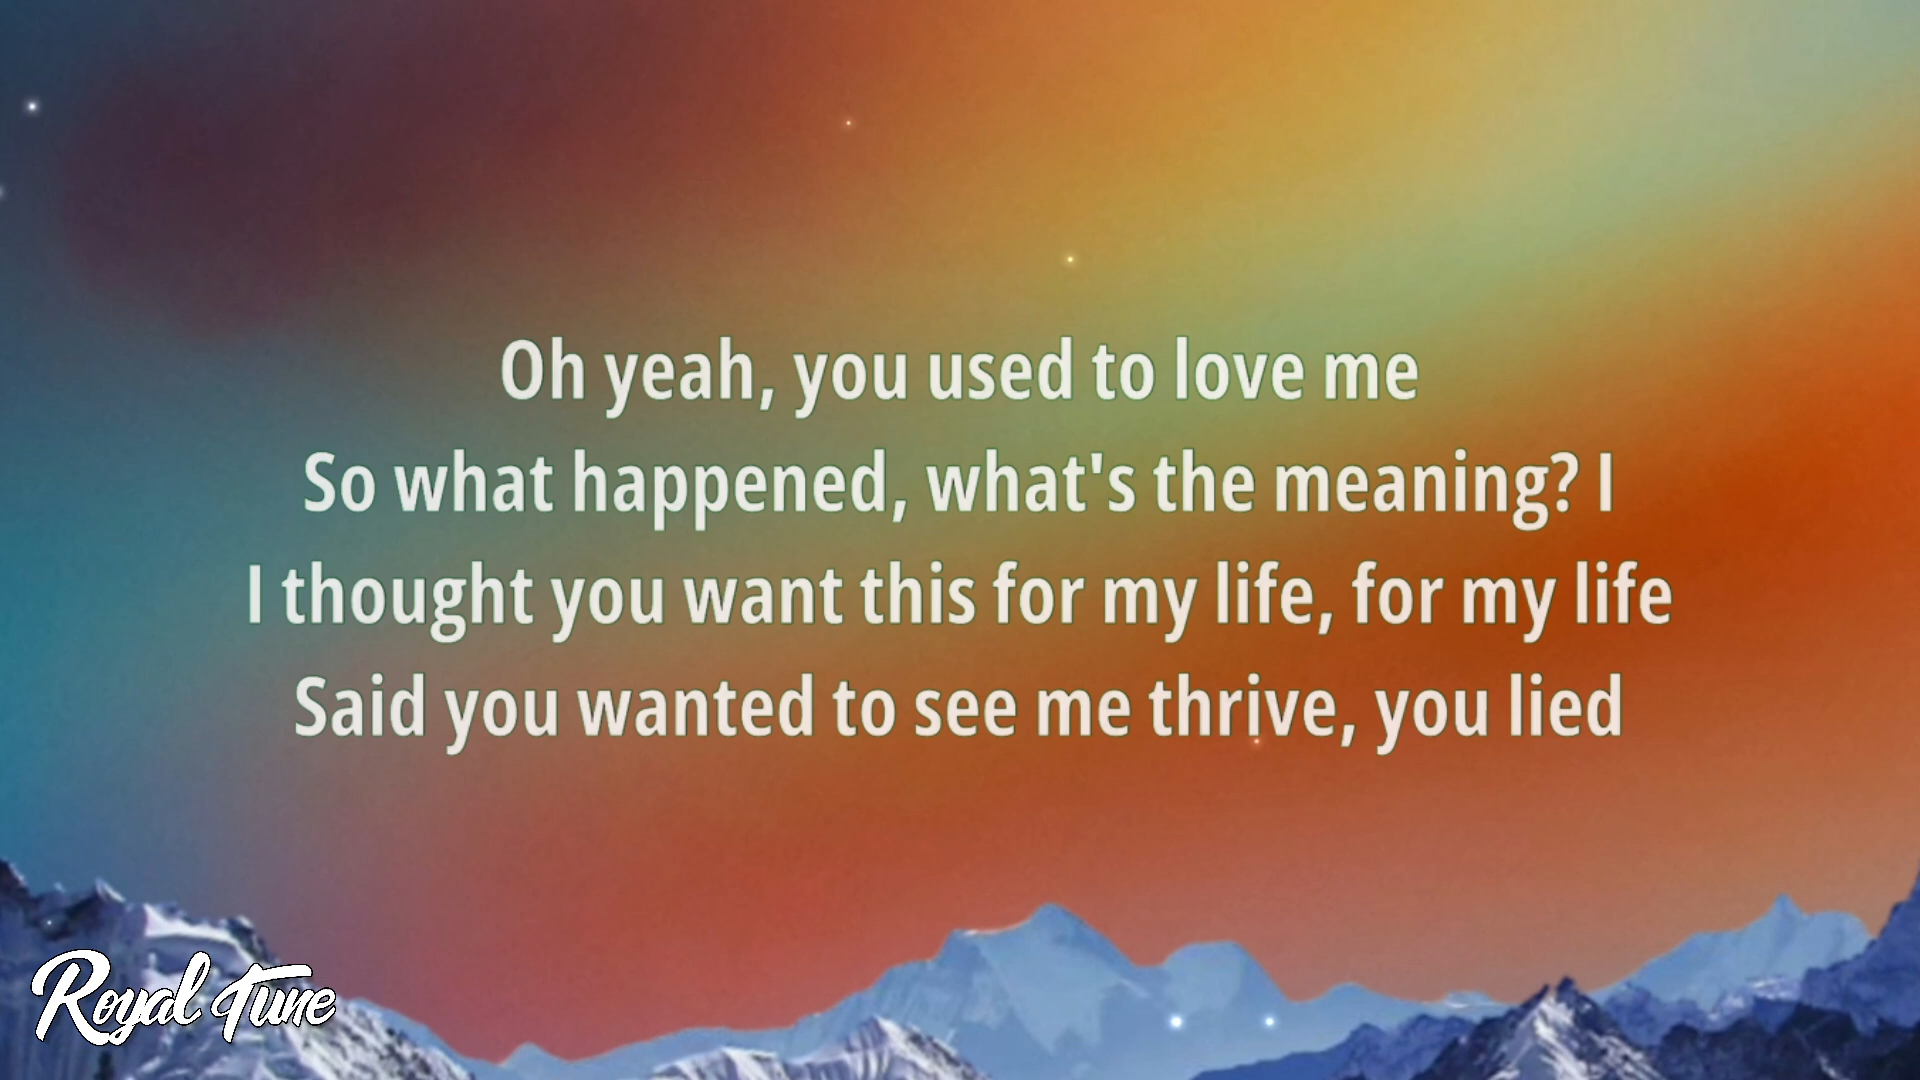 Oh yeah, you used to love me
So what happened, what's the meaning? I
I thought you want this for my life, for my life
Said you wanted to see me thrive, you lied
Royal Tune